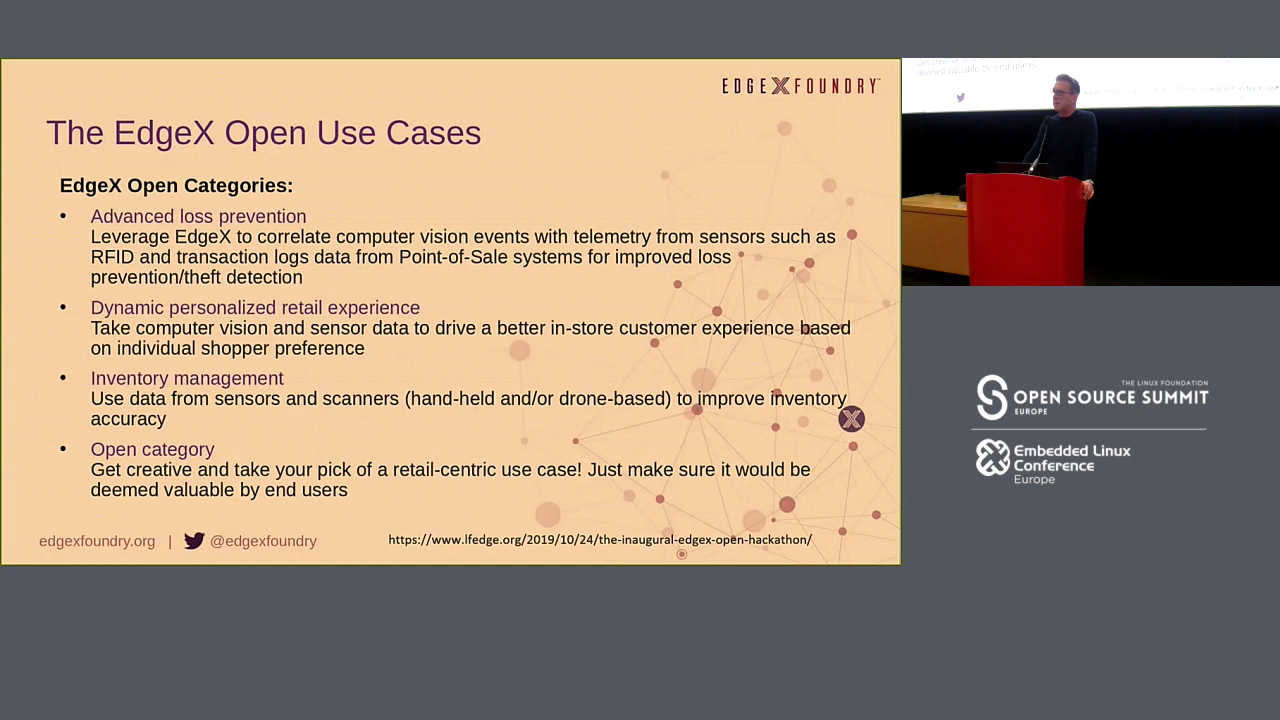 EDGE X FOUNDRY™
The EdgeX Open Use Cases
EdgeX Open Categories:
• Advanced loss prevention
Leverage EdgeX to correlate computer vision events with telemetry from sensors such as
RFID and transaction logs data from Point-of-Sale systems for improved loss
prevention/theft detection
• Dynamic personalized retail experience
Take computer vision and sensor data to drive a better in-store customer experience based
on individual shopper preference
• Inventory management
Use data from sensors and scanners (hand-held and/or drone-based) to improve inventory
accuracy
• Open category
Get creative and take your pick of a retail-centric use case! Just make sure it would be
deemed valuable by end users
edgexfoundry.org | @edgexfoundry
https://www.lfedge.org/2019/10/24/the-inaugural-edgex-open-hackathon/
deemed valuable by end users
THE LINUX FOUNDATION
OPEN SOURCE SUMMIT
EUROPE
Embedded Linux
Conference
Europe